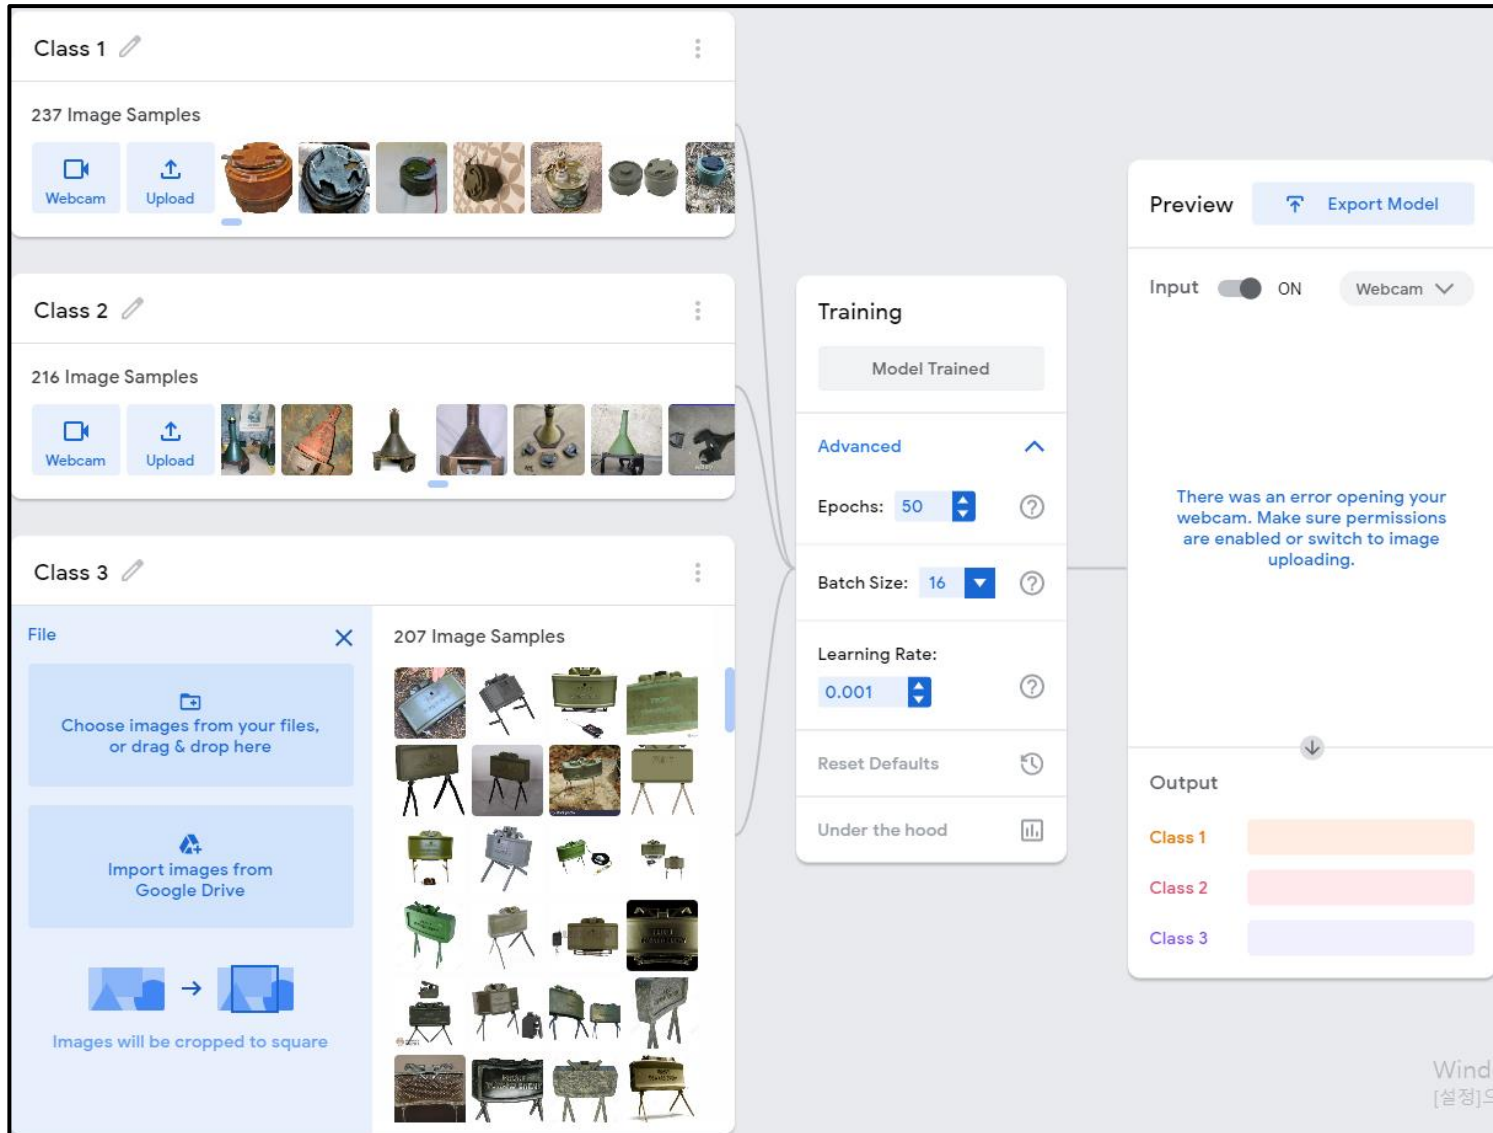 Class 1
237 Image Samples
Webcam
Upload
Class 2
216 Image Samples
Webcam
Upload
Class 3
File
Choose images from your files,
or drag & drop here
Import images from
Google Drive
Images will be cropped to square
207 Image Samples
Training
Model Trained
Advanced
Epochs: 50
Batch Size: 16
Learning Rate:
0.001
Reset Defaults
Under the hood
Preview
Export Model
Input ON Webcam
There was an error opening your
webcam. Make sure permissions
are enabled or switch to image
uploading.
Output
Class 1
Class 2
Class 3
Wind
[설정]으